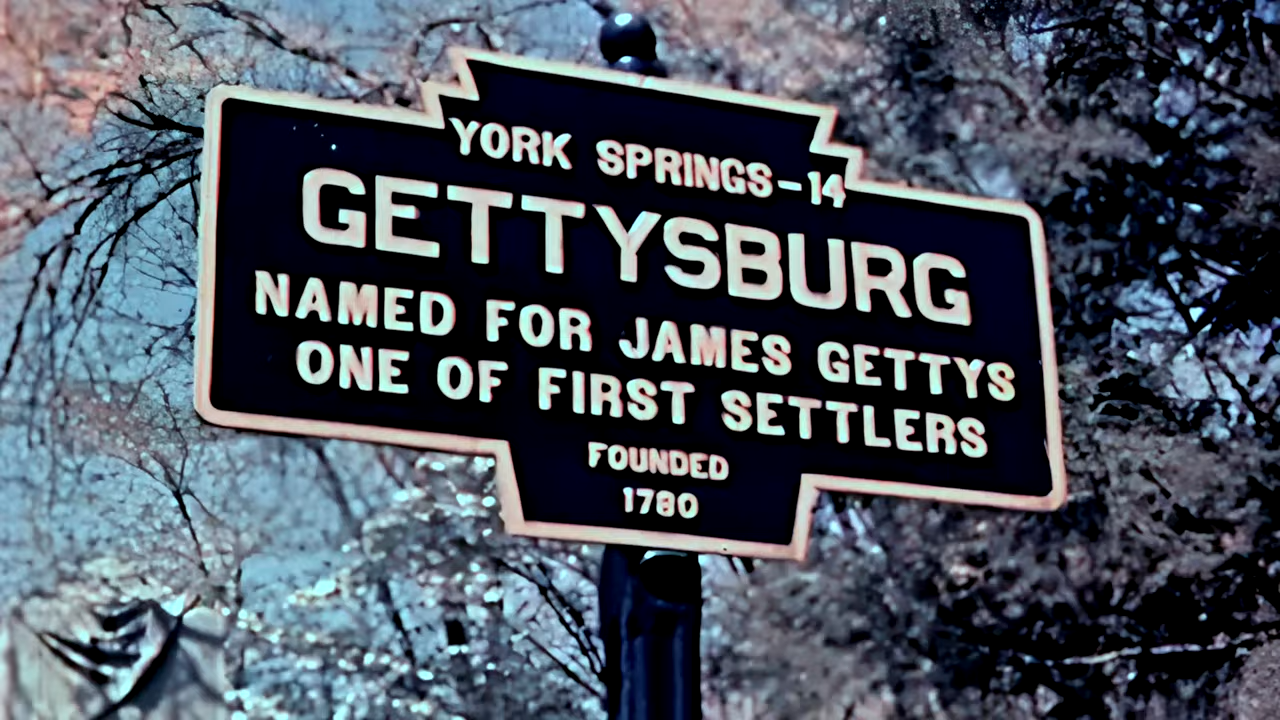 YORK SPRINGS-14
GETTYSBURG
NAMED FOR JAMES GETTYS
ONE OF FIRST SETTLERS
FOUNDED
1780